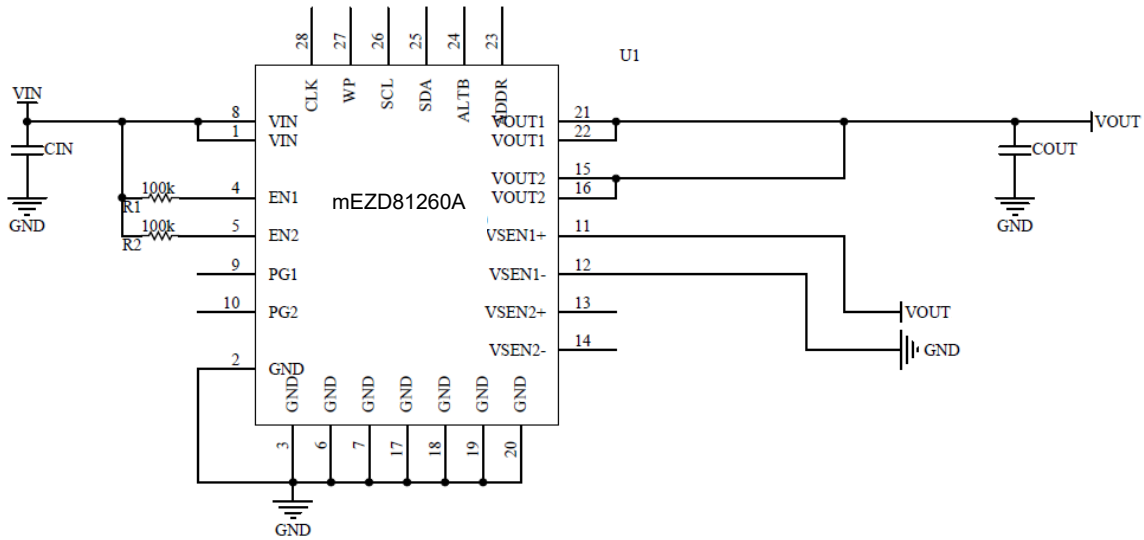 28
27
26
25
24
23
U1
CLK
WP
SCL
SDA
ALTB
ADDR
VIN
8
VIN
VOUT1
21
VOUT
1
VIN
VOUT1
22
CIN
COUT
VOUT2
15
100k
4
EN1
mEZD81260A
VOUT2
16
R1
GND
GND
100k
5
EN2
VSEN1+
11
R2
9
PG1
VSEN1-
12
10
PG2
VSEN2+
13
VOUT
VSEN2-
14
GND
2
GND
GND
GND
GND
GND
GND
GND
GND
3
6
7
17
18
19
20
GND